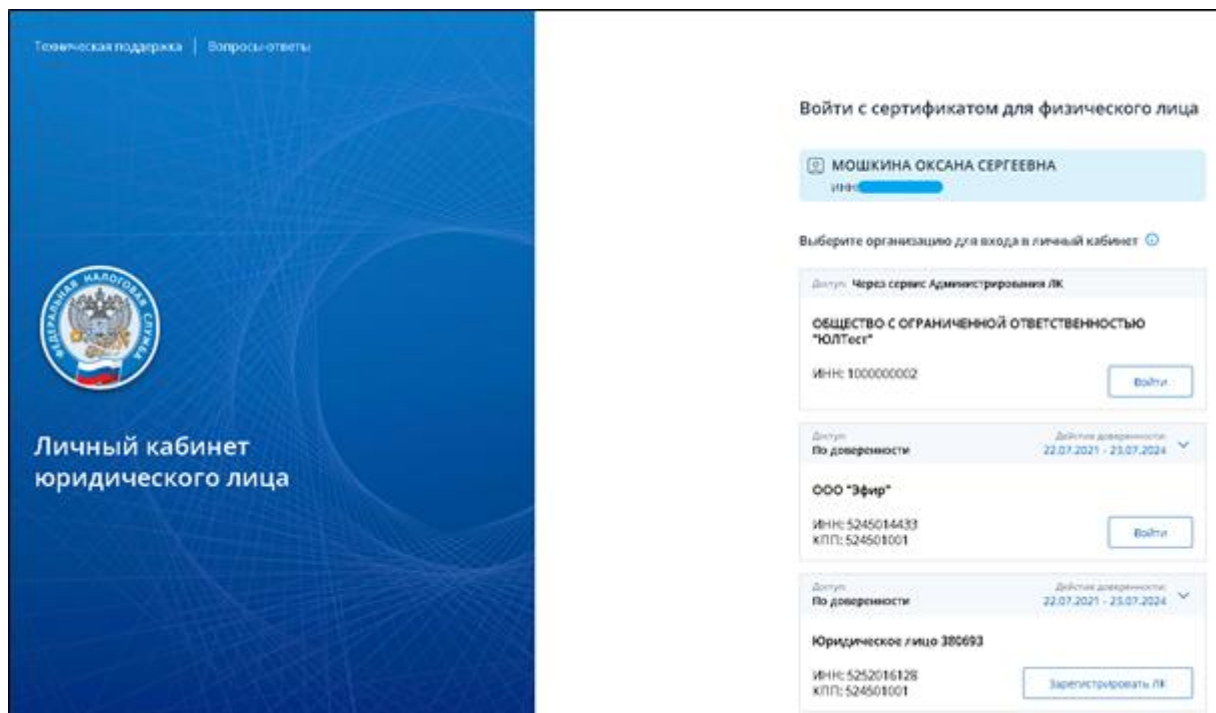 Техническая поддержка | Вопросы-ответы
ФЕДЕРАЛЬНАЯ НАЛОГОВАЯ СЛУЖБА
Личный кабинет
юридического лица
Войти с сертификатом для физического лица
МОШКИНА ОКСАНА СЕРГЕЕВНА
ИНН:
Выберите организацию для входа в личный кабинет
Доступ: Через сервис Администрирования ЛК
ОБЩЕСТВО С ОГРАНИЧЕННОЙ ОТВЕТСТВЕННОСТЬЮ
"ЮЛТест"
ИНН: 1000000002
Войти
Доступ: Действие доверенности:
По доверенности 22.07.2021 - 23.07.2024
ООО "Эфир"
ИНН: 5245014433
КПП: 524501001
Войти
Доступ: Действие доверенности:
По доверенности 22.07.2021 - 23.07.2024
Юридическое лицо 380693
ИНН: 5252016128
КПП: 524501001
Зарегистрировать ЛК